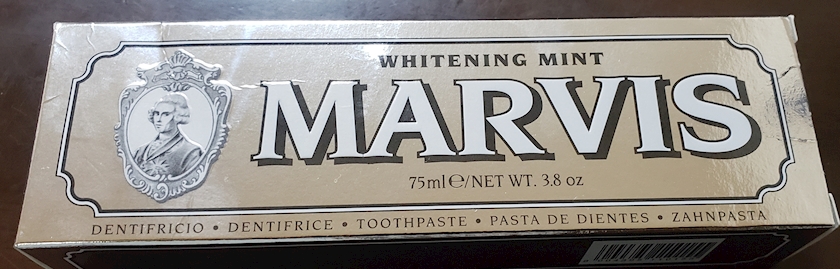 WHITENING MINT
MARVIS
75ml℮/NET WT. 3.8 oz
DENTIFRICIO • DENTIFRICE • TOOTHPASTE • PASTA DE DIENTES • ZAHNPASTA